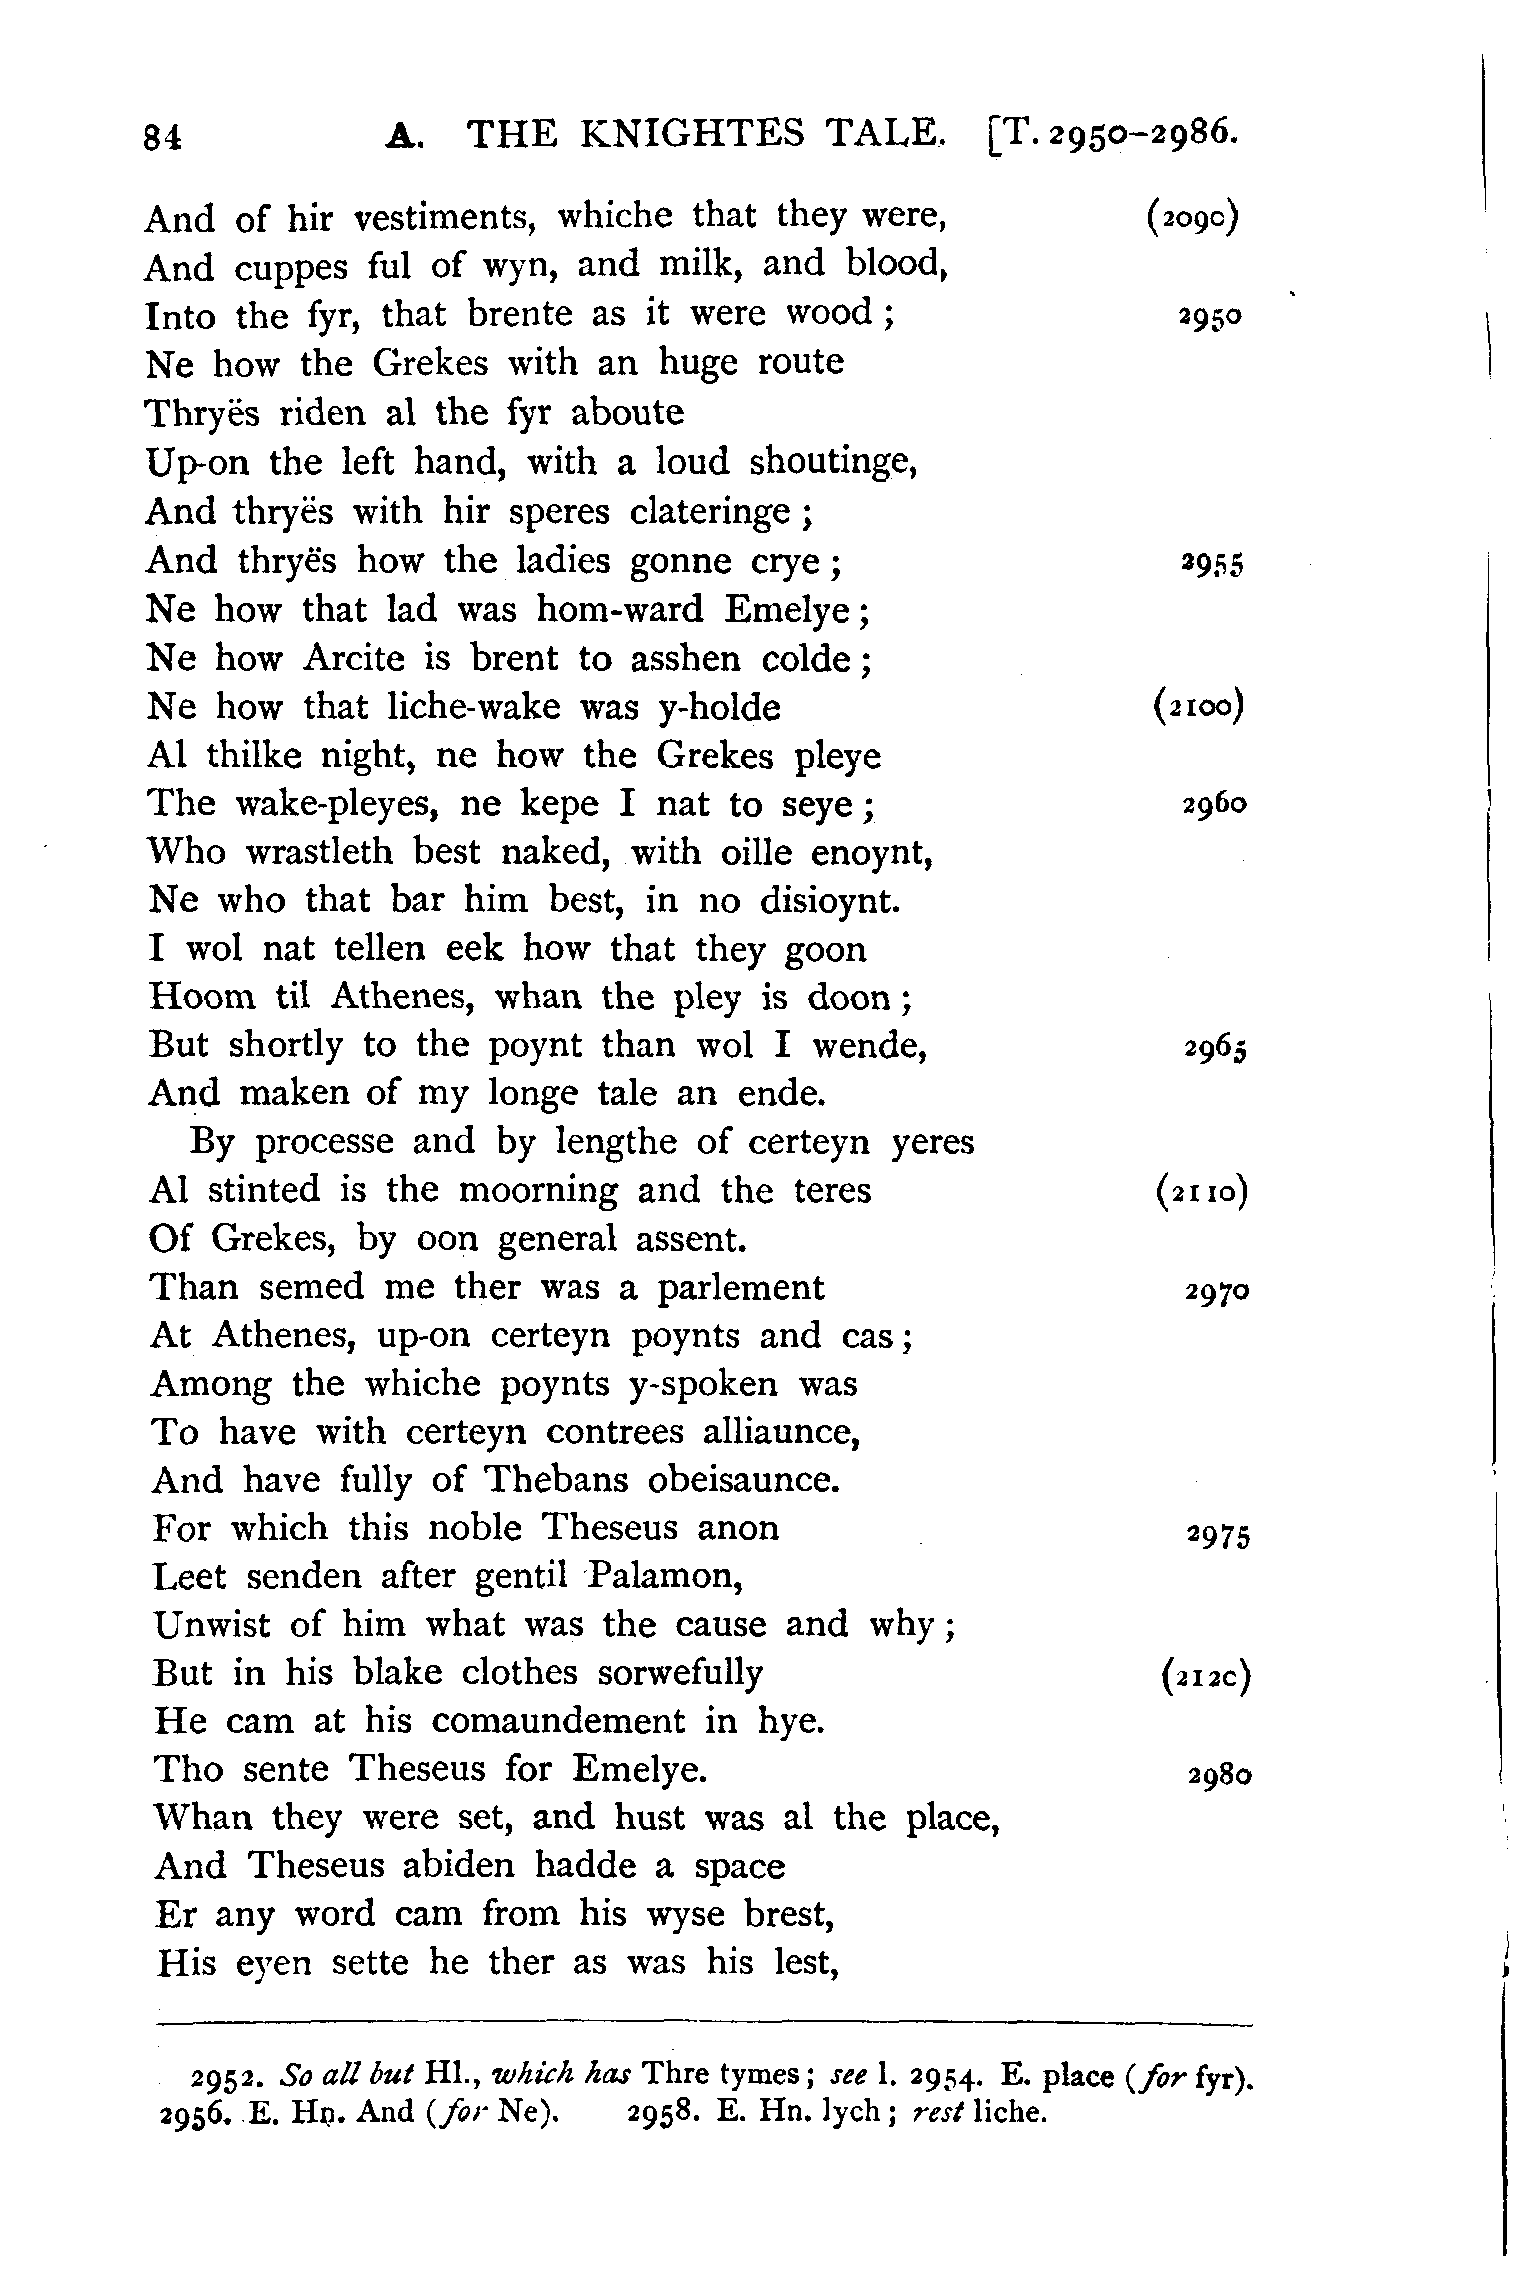 84 A. THE KNIGHTES TALE. [T. 2950–2986.
And of hir vestiments, whiche that they were, (2090)
And cuppes ful of wyn, and milk, and blood,
Into the fyr, that brente as it were wood ; 2950
Ne how the Grekes with an huge route
Thryës riden al the fyr aboute
Up-on the left hand, with a loud shoutinge,
And thryës with hir speres clateringe ;
And thryës how the ladies gonne crye ; 2955
Ne how that lad was hom-ward Emelye ;
Ne how Arcite is brent to asshen colde ;
Ne how that liche-wake was y-holde (2100)
Al thilke night, ne how the Grekes pleye
The wake-pleyes, ne kepe I nat to seye ; 2960
Who wrastleth best naked, with oille enoynt,
Ne who that bar him best, in no disioynt.
I wol nat tellen eek how that they goon
Hoom til Athenes, whan the pley is doon ;
But shortly to the poynt than wol I wende, 2965
And maken of my longe tale an ende.
By processe and by lengthe of certeyn yeres
Al stinted is the moorning and the teres (2110)
Of Grekes, by oon general assent.
Than semed me ther was a parlement 2970
At Athenes, up-on certeyn poynts and cas ;
Among the whiche poynts y-spoken was
To have with certeyn contrees alliaunce,
And have fully of Thebans obeisaunce.
For which this noble Theseus anon 2975
Leet senden after gentil Palamon,
Unwist of him what was the cause and why ;
But in his blake clothes sorwefully (2120)
He cam at his comaundement in hye.
Tho sente Theseus for Emelye. 2980
Whan they were set, and hust was al the place,
And Theseus abiden hadde a space
Er any word cam from his wyse brest,
His eyen sette he ther as was his lest,
2952. So all but Hl., which has Thre tymes ; see l. 2954. E. place (for fyr).
2956. E. Hn. And (for Ne). 2958. E. Hn. lych ; rest liche.